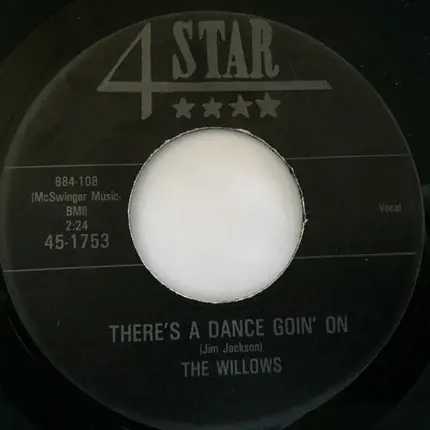 4 STAR
B84-108
(McSwinger Music-
BMI)
2:24
45-1753
Vocal
THERE'S A DANCE GOIN' ON
(Jim Jackson)
THE WILLOWS